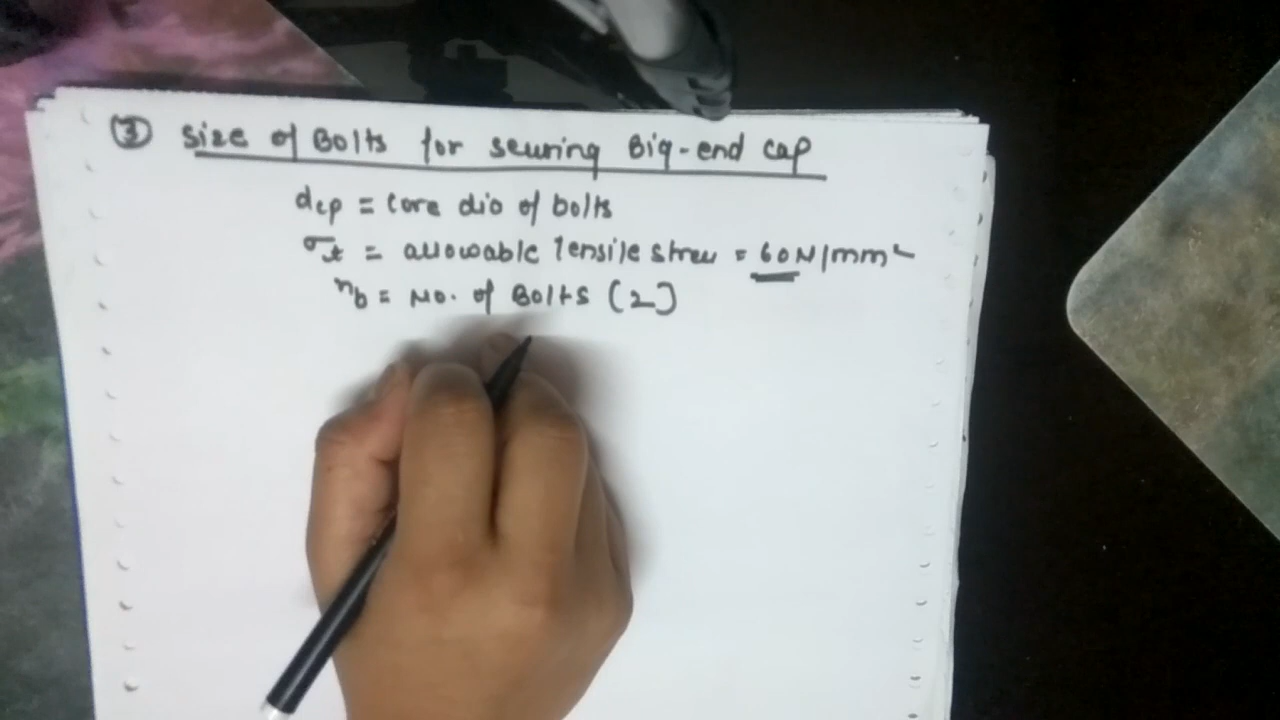 ③ Size of Bolts for securing Big-end cap
dcp = core dia of bolts
σt = allowable tensile stress = 60N/mm²
nb = No. of Bolts (2)